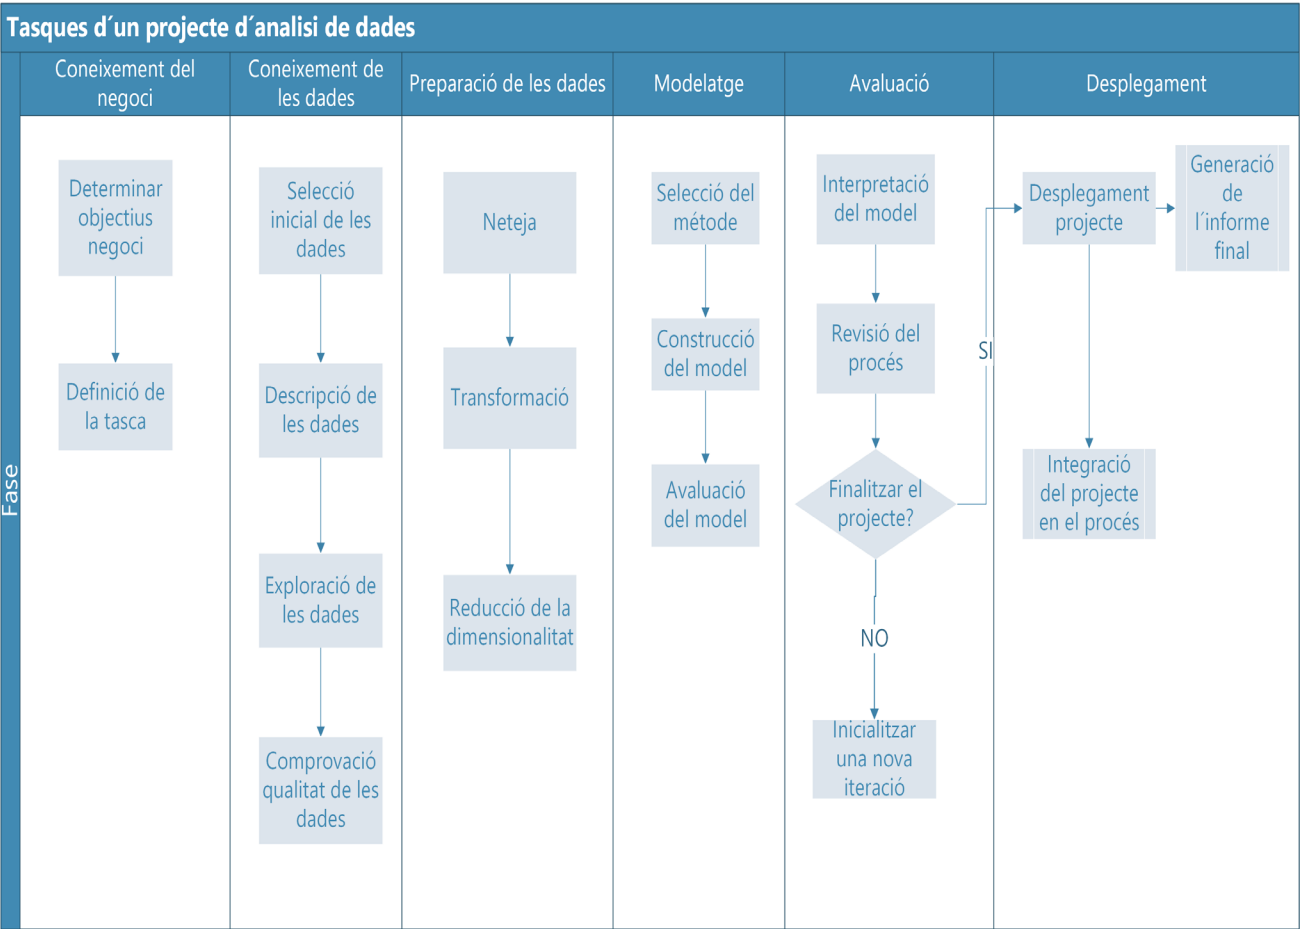 Tasques d´un projecte d´analisi de dades
Fase
Coneixement del
negoci
Coneixement de
les dades
Preparació de les dades
Modelatge
Avaluació
Desplegament
Determinar
objectius
negoci
Definició de
la tasca
Selecció
inicial de les
dades
Descripció de
les dades
Exploració de
les dades
Comprovació
qualitat de les
dades
Neteja
Transformació
Reducció de la
dimensionalitat
Selecció del
métode
Construcció
del model
Avaluació
del model
Interpretació
del model
Revisió del
procés
Finalitzar el
projecte?
SI
NO
Inicialitzar
una nova
iteració
Desplegament
projecte
Generació
de
l´informe
final
Integració
del projecte
en el procés